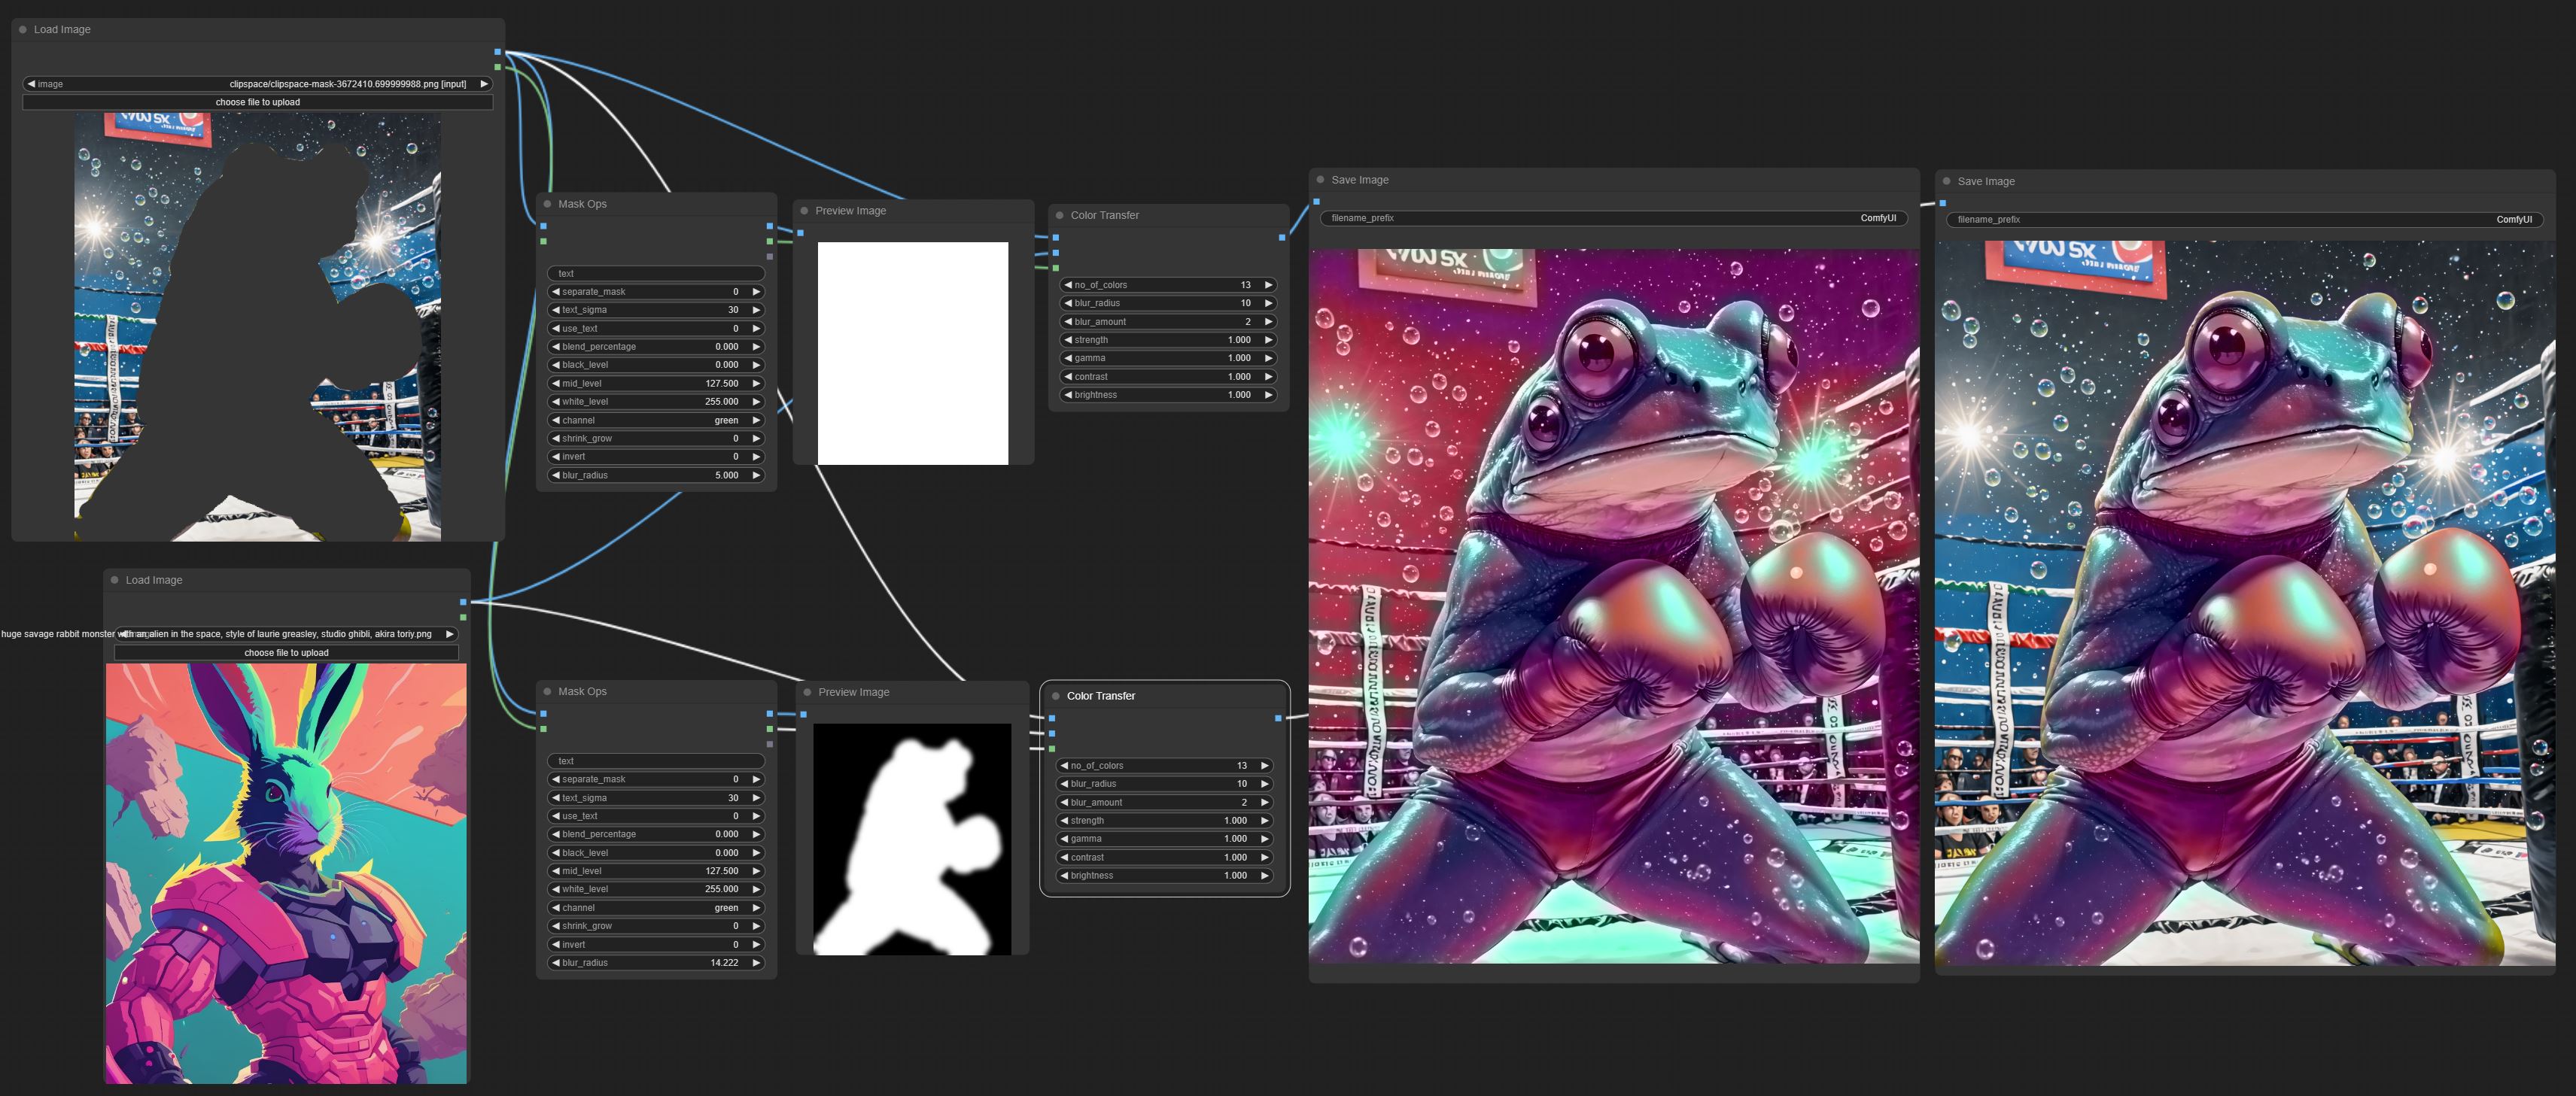 Load Image
image clipspace/clipspace-mask-3672410.699999988.png [input]
choose file to upload
Mask Ops
text
separate_mask 0
text_sigma 30
use_text 0
blend_percentage 0.000
black_level 0.000
mid_level 127.500
white_level 255.000
channel green
shrink_grow 0
invert 0
blur_radius 5.000
Preview Image
Color Transfer
no_of_colors 13
blur_radius 10
blur_amount 2
strength 1.000
gamma 1.000
contrast 1.000
brightness 1.000
Save Image
filename_prefix ComfyUI
Save Image
filename_prefix ComfyUI
Load Image
huge savage rabbit monster with an alien in the space, style of laurie greasley, studio ghibli, akira toriy.png
choose file to upload
Mask Ops
text
separate_mask 0
text_sigma 30
use_text 0
blend_percentage 0.000
black_level 0.000
mid_level 127.500
white_level 255.000
channel green
shrink_grow 0
invert 0
blur_radius 14.222
Preview Image
Color Transfer
no_of_colors 13
blur_radius 10
blur_amount 2
strength 1.000
gamma 1.000
contrast 1.000
brightness 1.000